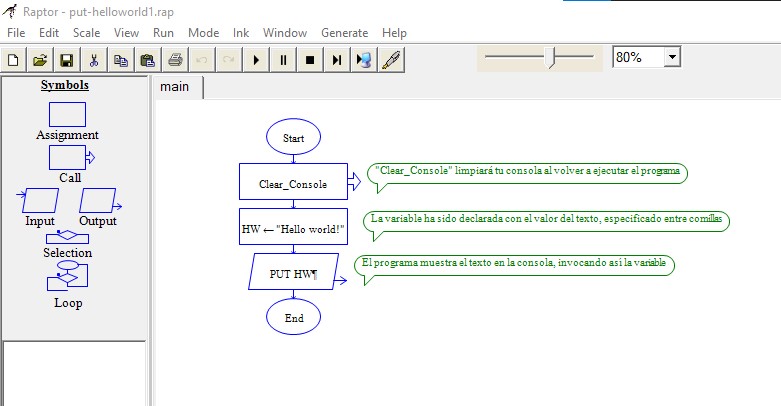 Raptor - put-helloworld1.rap
File Edit Scale View Run Mode Ink Window Generate Help
80%
Symbols
Assignment
Call
Input Output
Selection
Loop
main
Start
Clear_Console
"Clear_Console" limpiará tu consola al volver a ejecutar el programa
HW ← "Hello world!"
La variable ha sido declarada con el valor del texto, especificado entre comillas
PUT HW¶
El programa muestra el texto en la consola, invocando así la variable
End